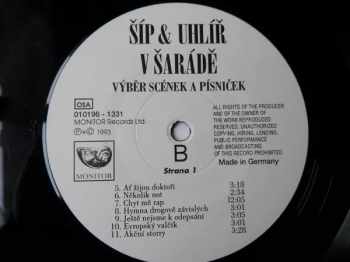 ŠÍP & UHLÍŘ
V ŠARÁDĚ
VÝBĚR SCÉNEK A PÍSNIČEK
OSA
010196 - 1331
MONITOR Records Ltd.
℗+© 1993
MONITOR
ALL RIGHTS OF THE PRODUCER
AND OF THE OWNER OF
THE WORK REPRODUCED
RESERVED, UNAUTHORIZED
COPYING, HIRING, LENDING,
PUBLIC PERFORMANCE
AND BROADCASTING
OF THIS RECORD PROHIBITED.
Made in Germany
B
Strana 1
5. Ať žijou doktoři 3:18
6. Několik not 2:34
7. Chyť mě rap 12:05
8. Hymna drogově závislých 3:01
9. Ještě nejsme k odepsání 3:05
10. Evropský valčík 3:01
11. Akční storry 3:28